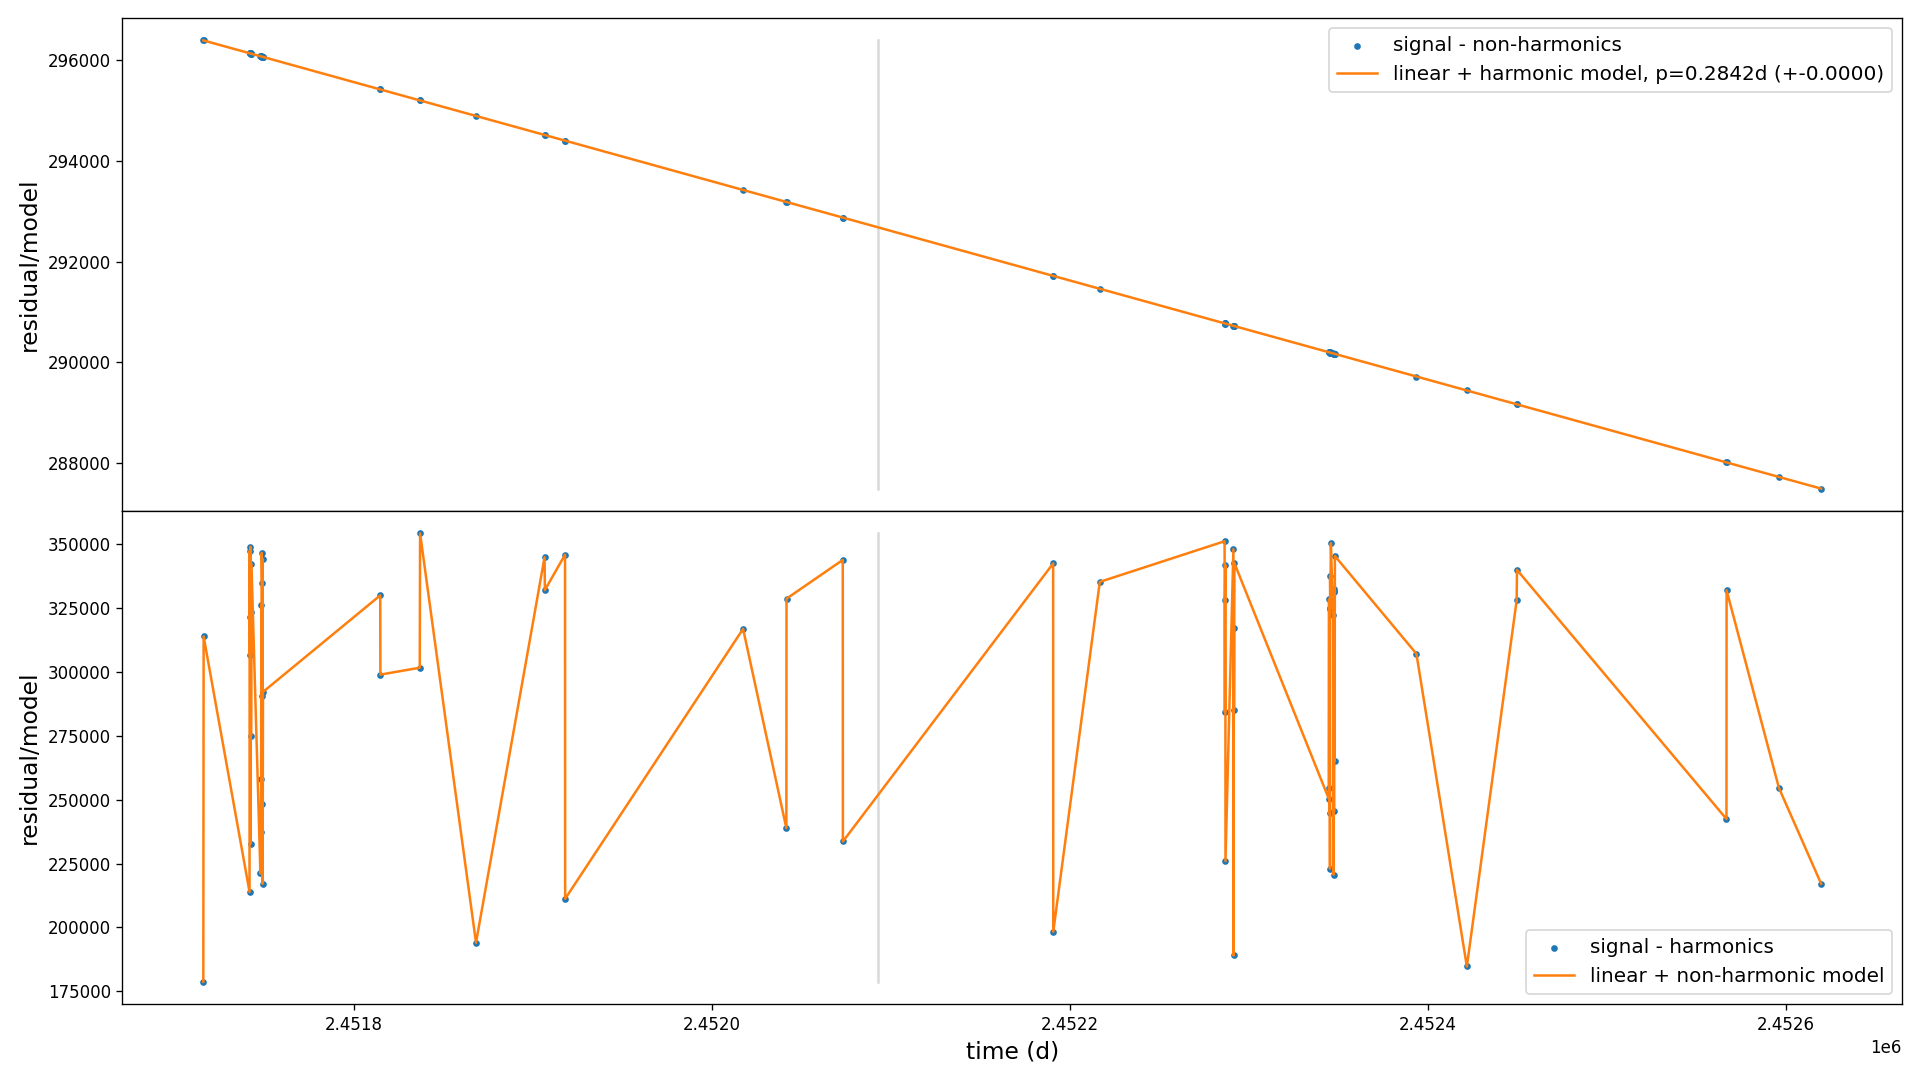 signal - non-harmonics
linear + harmonic model, p=0.2842d (+-0.0000)
residual/model
296000
294000
292000
290000
288000
residual/model
350000
325000
300000
275000
250000
225000
200000
175000
signal - harmonics
linear + non-harmonic model
2.4518
2.4520
2.4522
2.4524
2.4526
1e6
time (d)